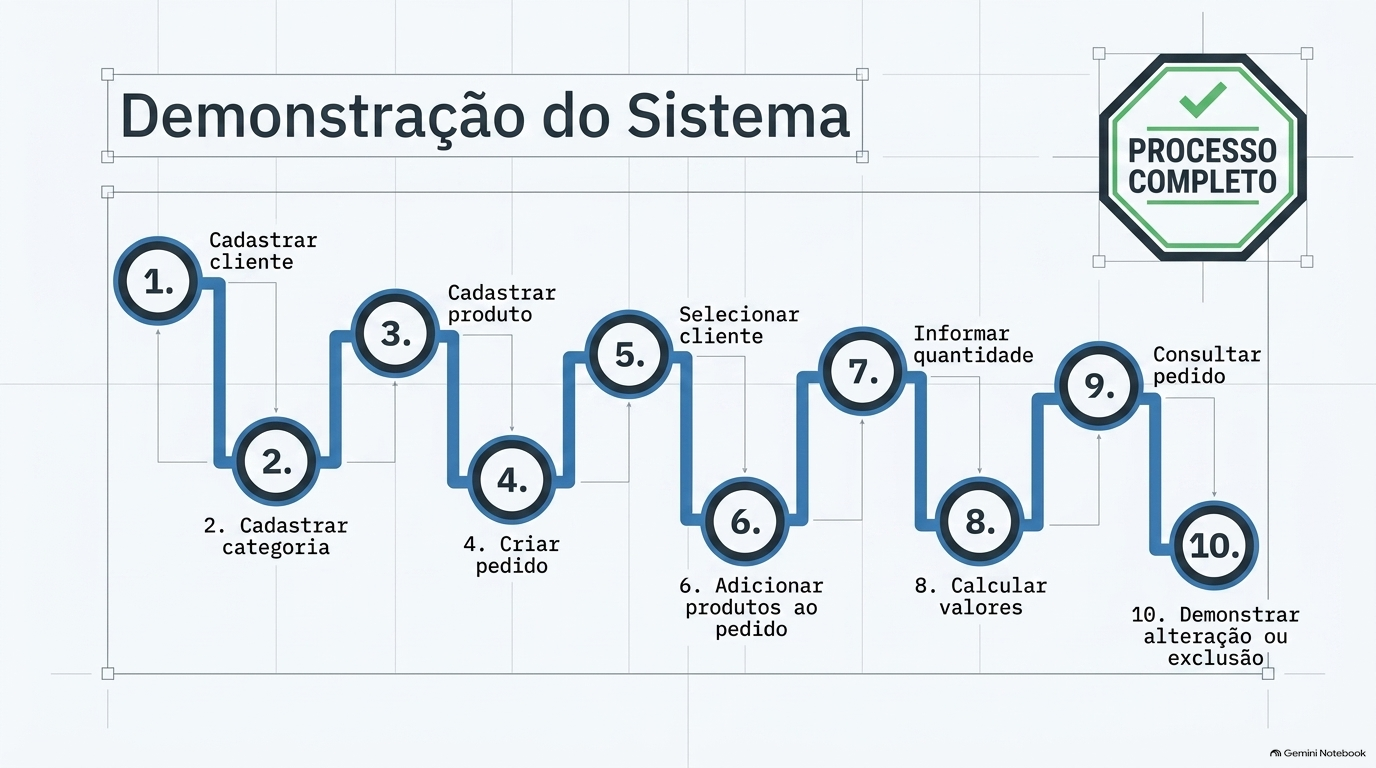 Demonstração do Sistema
PROCESSO
COMPLETO
1.
Cadastrar
cliente
2.
2. Cadastrar
categoria
3.
Cadastrar
produto
4.
4. Criar
pedido
5.
Selecionar
cliente
6.
6. Adicionar
produtos ao
pedido
7.
Informar
quantidade
8.
8. Calcular
valores
9.
Consultar
pedido
10.
10. Demonstrar
alteração ou
exclusão
Gemini Notebook